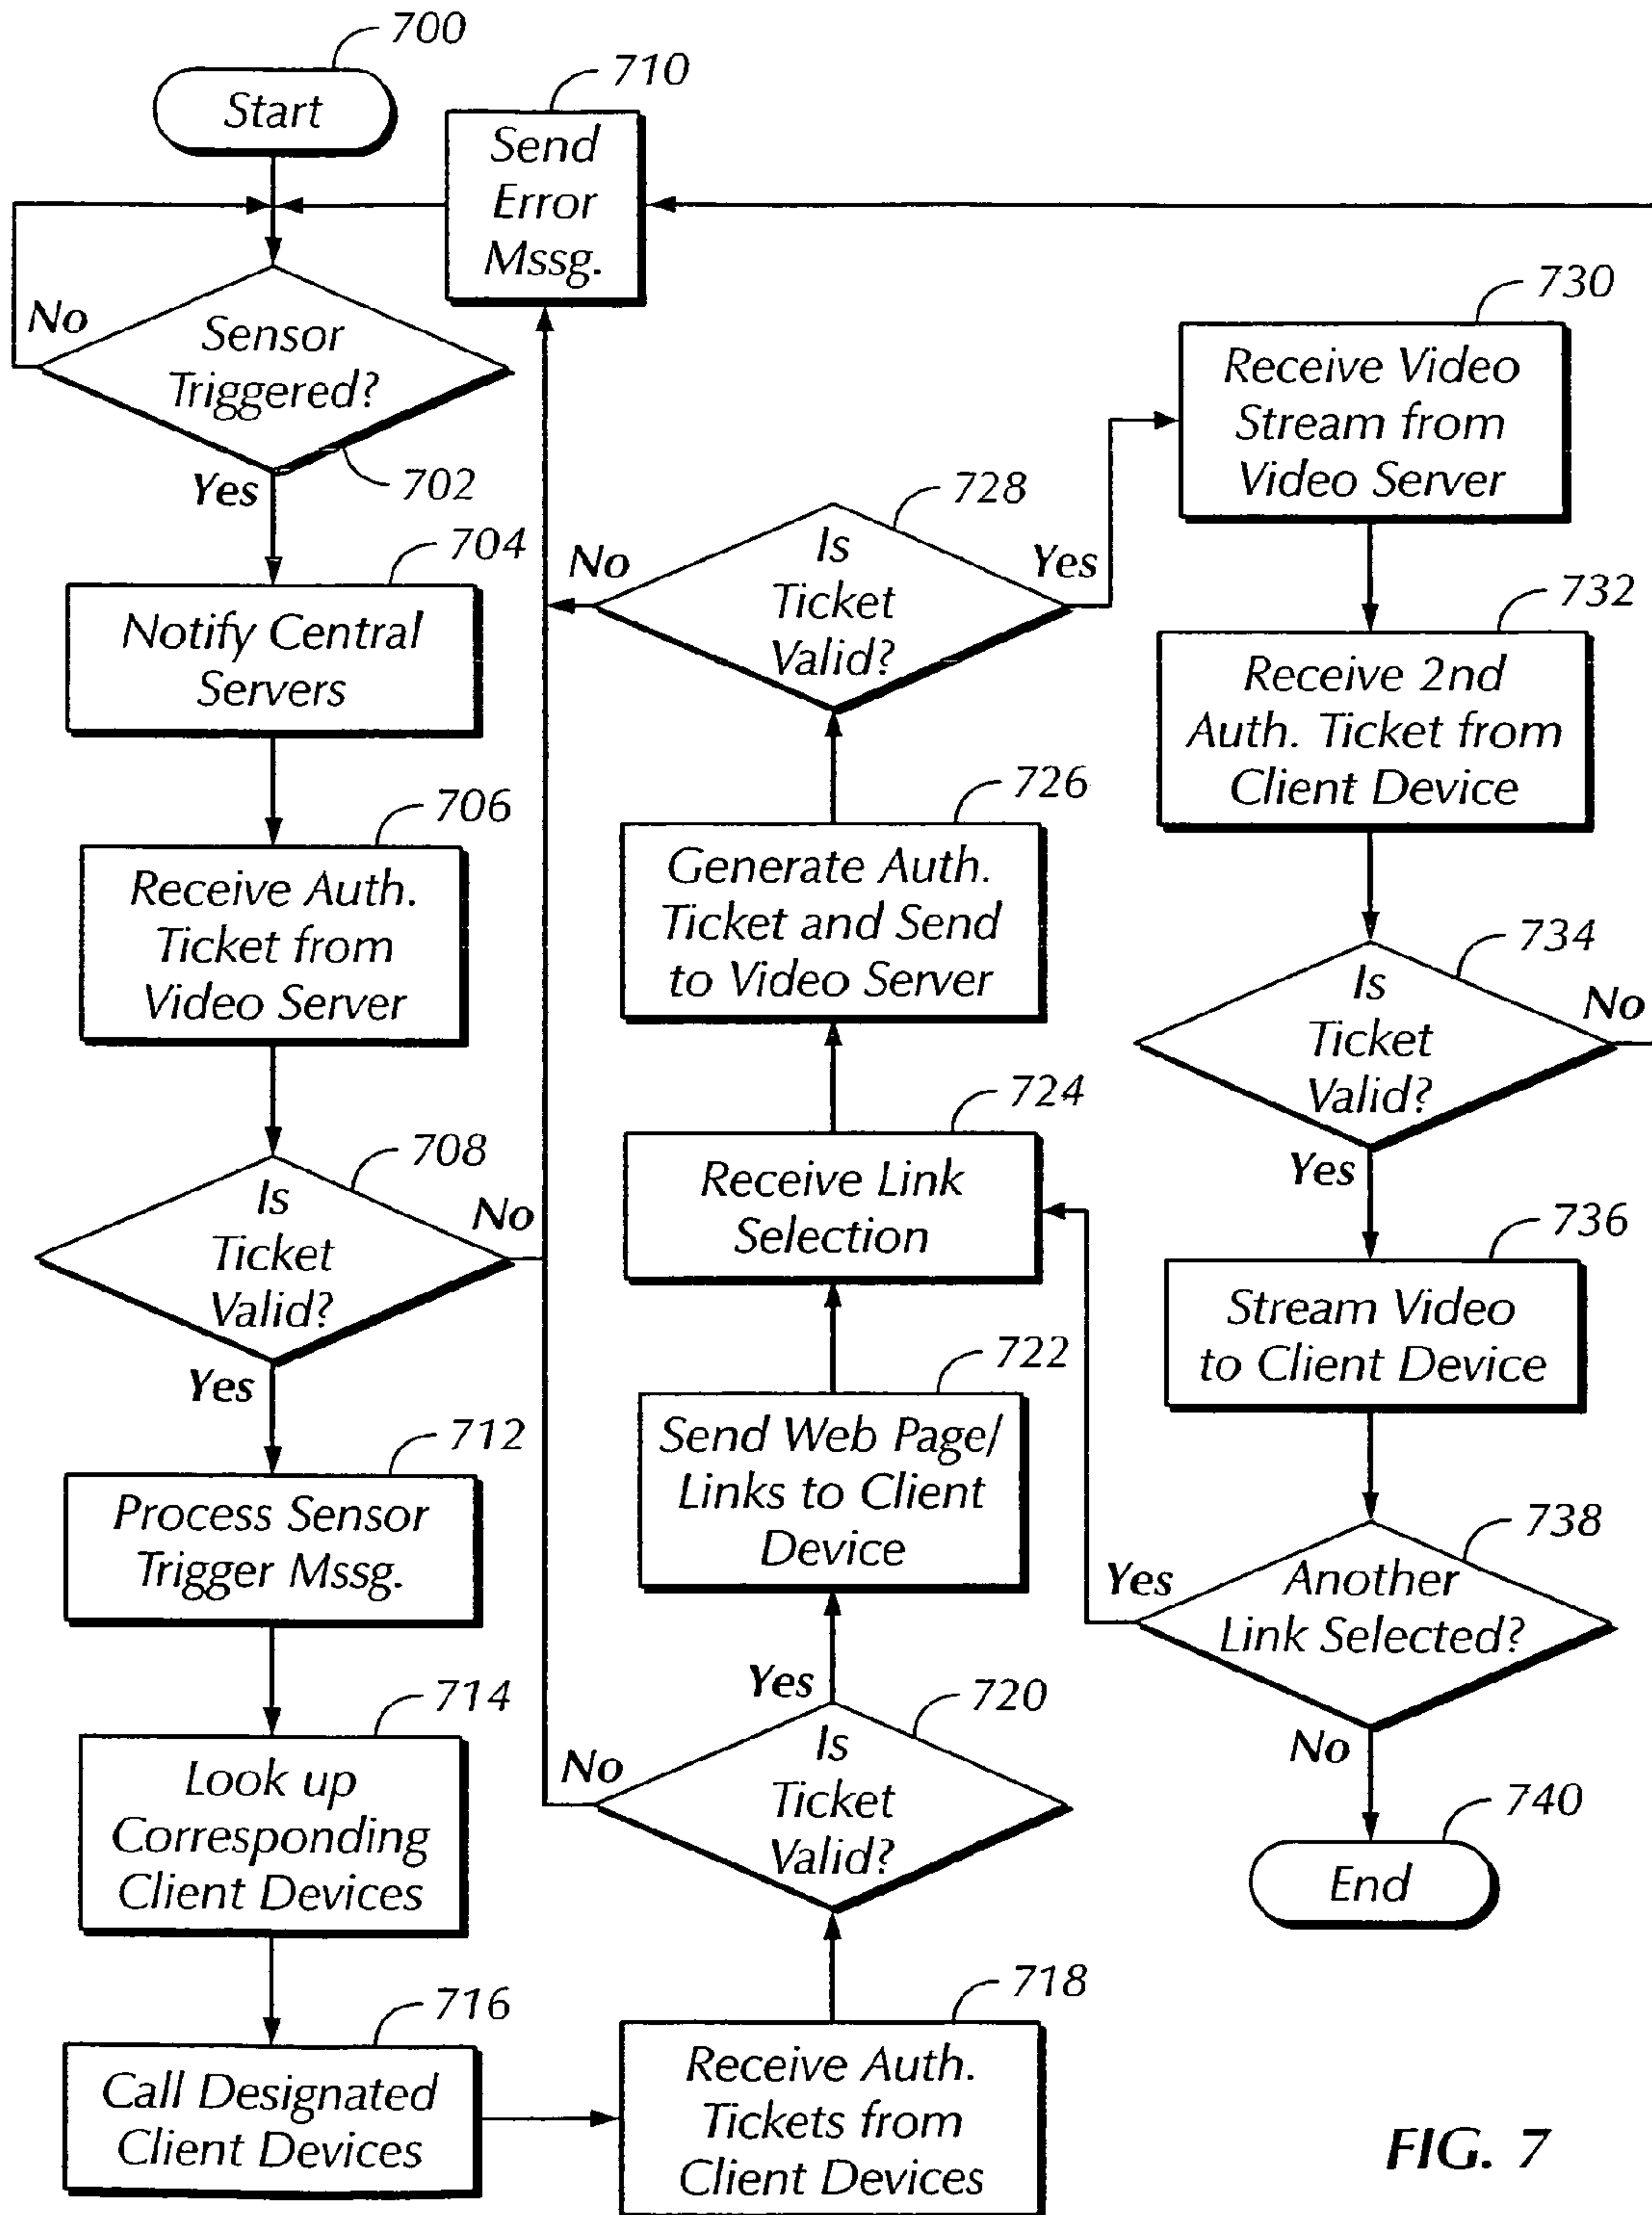 700
Start
710
Send
Error
Mssg.
No
Sensor
Triggered?
702
Yes
704
Notify Central
Servers
706
Receive Auth.
Ticket from
Video Server
708
Is
Ticket
Valid?
No
Yes
712
Process Sensor
Trigger Mssg.
714
Look up
Corresponding
Client Devices
716
Call Designated
Client Devices
718
Receive Auth.
Tickets from
Client Devices
720
Is
Ticket
Valid?
No
Yes
722
Send Web Page/
Links to Client
Device
724
Receive Link
Selection
726
Generate Auth.
Ticket and Send
to Video Server
728
Is
Ticket
Valid?
No
Yes
730
Receive Video
Stream from
Video Server
732
Receive 2nd
Auth. Ticket from
Client Device
734
Is
Ticket
Valid?
No
Yes
736
Stream Video
to Client Device
738
Another
Link Selected?
Yes
No
740
End
FIG. 7